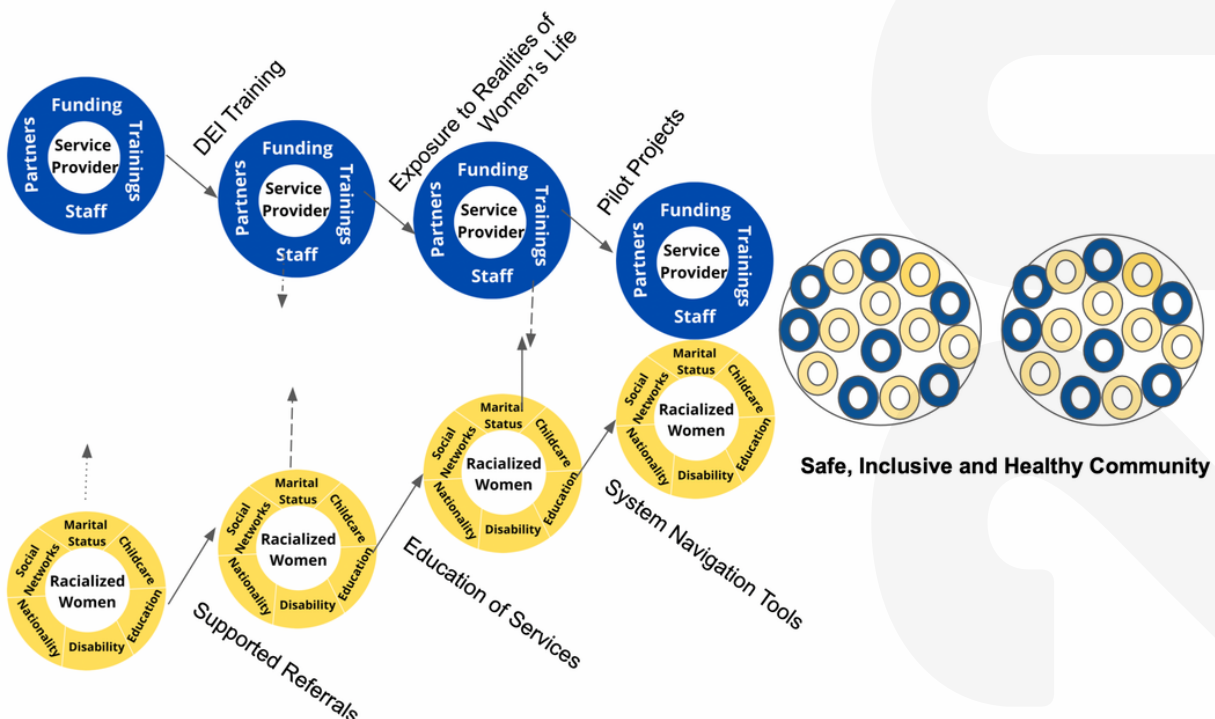 DEI Training
Exposure to Realities of
Women's Life
Pilot Projects
Funding
Partners
Service
Provider
Trainings
Staff
Funding
Partners
Service
Provider
Trainings
Staff
Funding
Partners
Service
Provider
Trainings
Staff
Funding
Partners
Service
Provider
Trainings
Staff
Marital
Status
Social
Networks
Childcare
Racialized
Women
Nationality
Education
Disability
Marital
Status
Social
Networks
Childcare
Racialized
Women
Nationality
Education
Disability
Marital
Status
Social
Networks
Childcare
Racialized
Women
Nationality
Education
Disability
Marital
Status
Social
Networks
Childcare
Racialized
Women
Nationality
Education
Disability
Supported Referrals
Education of Services
System Navigation Tools
Safe, Inclusive and Healthy Community